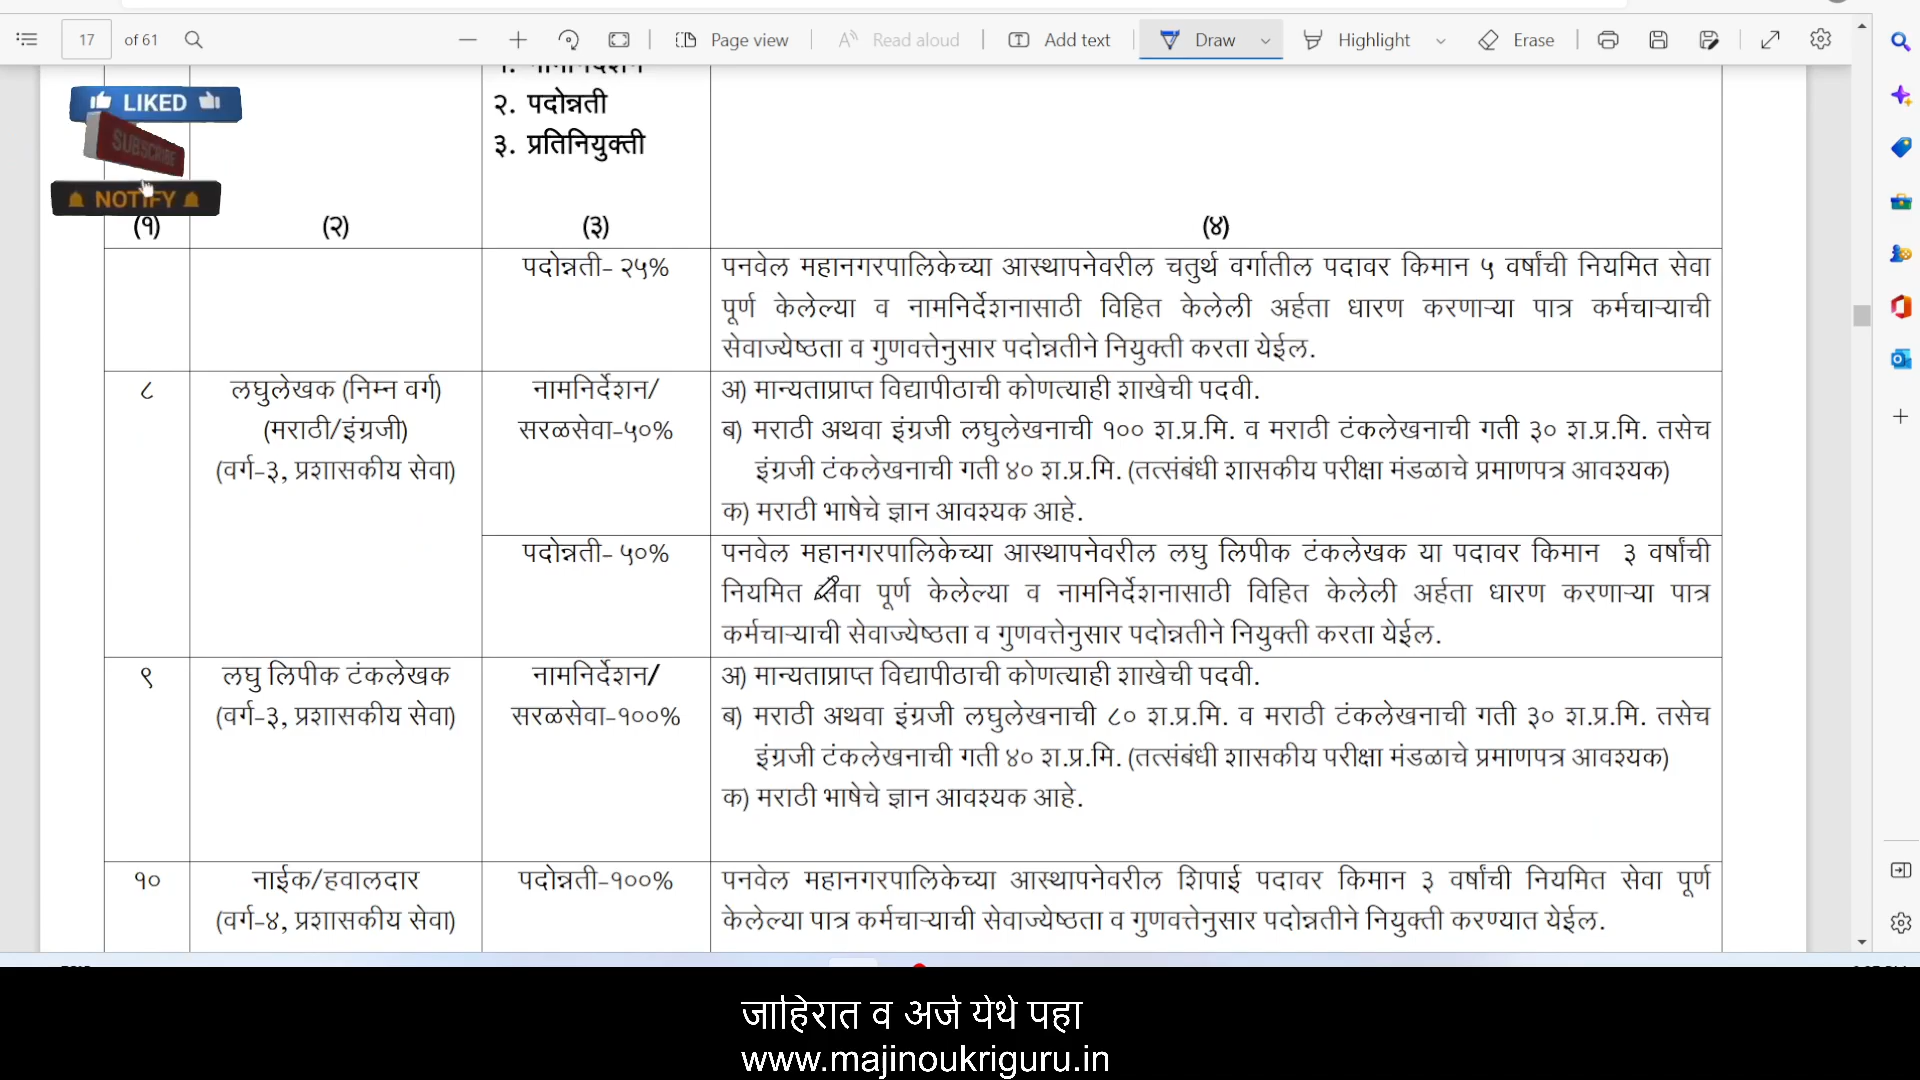 17 of 61 Page view Read aloud Add text Draw Highlight Erase
LIKED
SUBSCRIBE
NOTIFY
२. पदोन्नती
३. प्रतिनियुक्ती
(१) (२) (३) (४)
पदोन्नती- २५% पनवेल महानगरपालिकेच्या आस्थापनेवरील चतुर्थ वर्गातील पदावर किमान ५ वर्षांची नियमित सेवा
पूर्ण केलेल्या व नामनिर्देशनासाठी विहित केलेली अर्हता धारण करणाऱ्या पात्र कर्मचाऱ्याची
सेवाज्येष्ठता व गुणवत्तेनुसार पदोन्नतीने नियुक्ती करता येईल.
८ लघुलेखक (निम्न वर्ग) नामनिर्देशन/ अ) मान्यताप्राप्त विद्यापीठाची कोणत्याही शाखेची पदवी.
(मराठी/इंग्रजी) सरळसेवा-५०% ब) मराठी अथवा इंग्रजी लघुलेखनाची १०० श.प्र.मि. व मराठी टंकलेखनाची गती ३० श.प्र.मि. तसेच
(वर्ग-३, प्रशासकीय सेवा) इंग्रजी टंकलेखनाची गती ४० श.प्र.मि. (तत्संबंधी शासकीय परीक्षा मंडळाचे प्रमाणपत्र आवश्यक)
क) मराठी भाषेचे ज्ञान आवश्यक आहे.
पदोन्नती- ५०% पनवेल महानगरपालिकेच्या आस्थापनेवरील लघु लिपीक टंकलेखक या पदावर किमान ३ वर्षांची
नियमित सेवा पूर्ण केलेल्या व नामनिर्देशनासाठी विहित केलेली अर्हता धारण करणाऱ्या पात्र
कर्मचाऱ्याची सेवाज्येष्ठता व गुणवत्तेनुसार पदोन्नतीने नियुक्ती करता येईल.
९ लघु लिपीक टंकलेखक नामनिर्देशन/ अ) मान्यताप्राप्त विद्यापीठाची कोणत्याही शाखेची पदवी.
(वर्ग-३, प्रशासकीय सेवा) सरळसेवा-१००% ब) मराठी अथवा इंग्रजी लघुलेखनाची ८० श.प्र.मि. व मराठी टंकलेखनाची गती ३० श.प्र.मि. तसेच
इंग्रजी टंकलेखनाची गती ४० श.प्र.मि. (तत्संबंधी शासकीय परीक्षा मंडळाचे प्रमाणपत्र आवश्यक)
क) मराठी भाषेचे ज्ञान आवश्यक आहे.
१० नाईक/हवालदार पदोन्नती-१००% पनवेल महानगरपालिकेच्या आस्थापनेवरील शिपाई पदावर किमान ३ वर्षांची नियमित सेवा पूर्ण
(वर्ग-४, प्रशासकीय सेवा) केलेल्या पात्र कर्मचाऱ्याची सेवाज्येष्ठता व गुणवत्तेनुसार पदोन्नतीने नियुक्ती करण्यात येईल.
जाहिरात व अर्ज येथे पहा
www.majinoukriguru.in